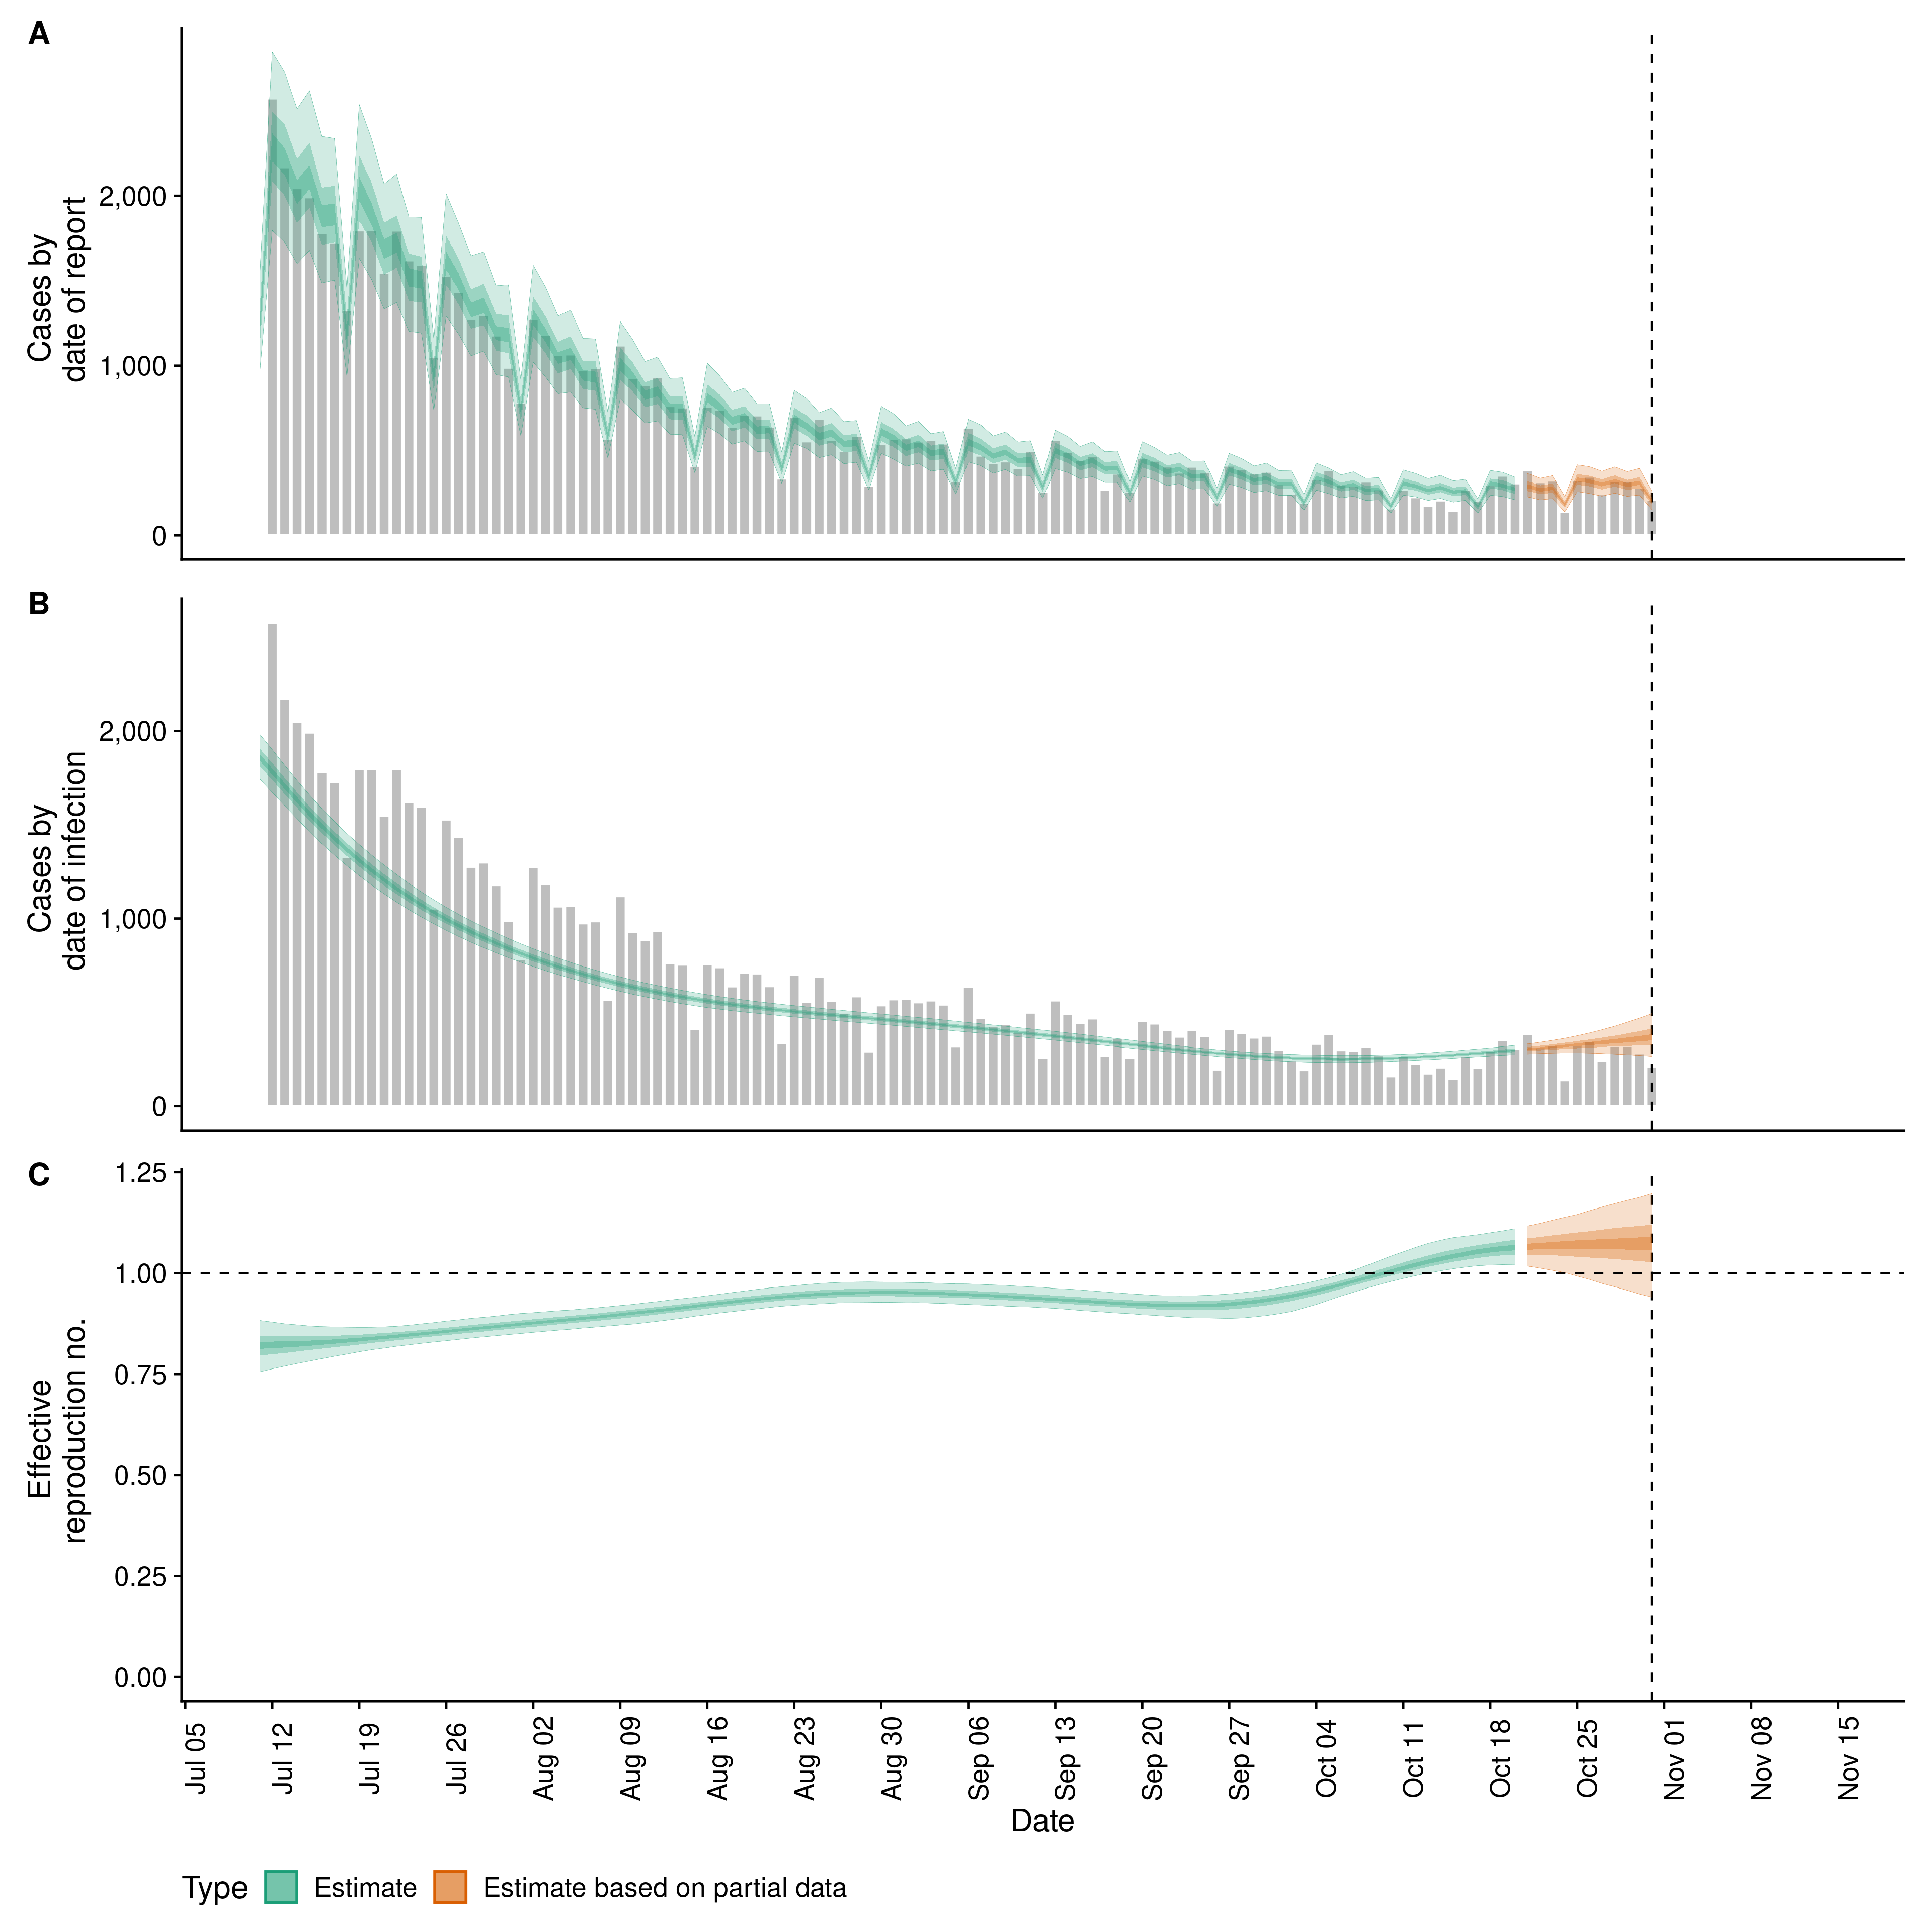 A
Cases by
date of report
2,000
1,000
0
B
Cases by
date of infection
2,000
1,000
0
C
Effective
reproduction no.
1.25
1.00
0.75
0.50
0.25
0.00
Jul 05
Jul 12
Jul 19
Jul 26
Aug 02
Aug 09
Aug 16
Aug 23
Aug 30
Sep 06
Sep 13
Sep 20
Sep 27
Oct 04
Oct 11
Oct 18
Oct 25
Nov 01
Nov 08
Nov 15
Date
Type Estimate Estimate based on partial data